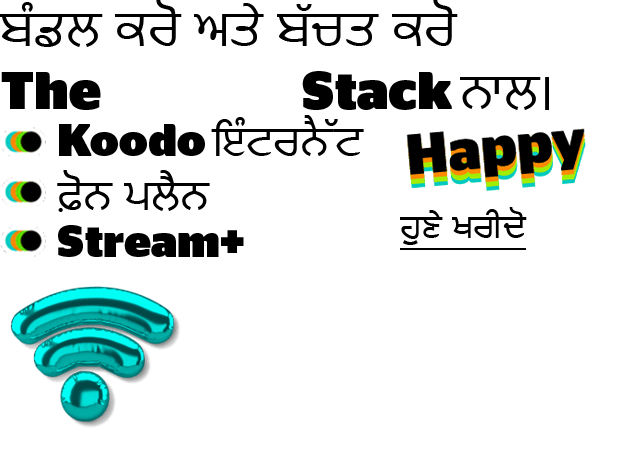 ਬੰਡਲ ਕਰੋ ਅਤੇ ਬੱਚਤ ਕਰੋ
The Stack ਨਾਲ।
Koodo ਇੰਟਰਨੈੱਟ
Happy
ਫ਼ੋਨ ਪਲੈਨ
Stream+
ਹੁਣੇ ਖਰੀਦੋ